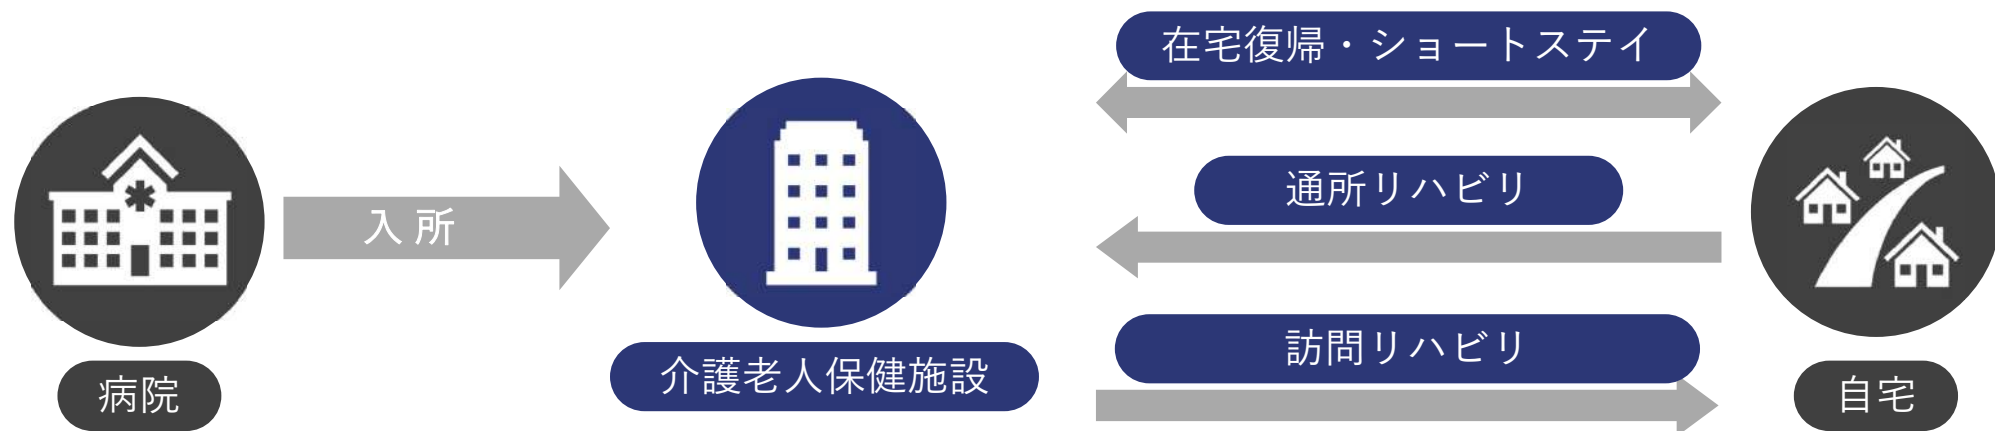 在宅復帰・ショートステイ
通所リハビリ
入所
訪問リハビリ
介護老人保健施設
病院
自宅